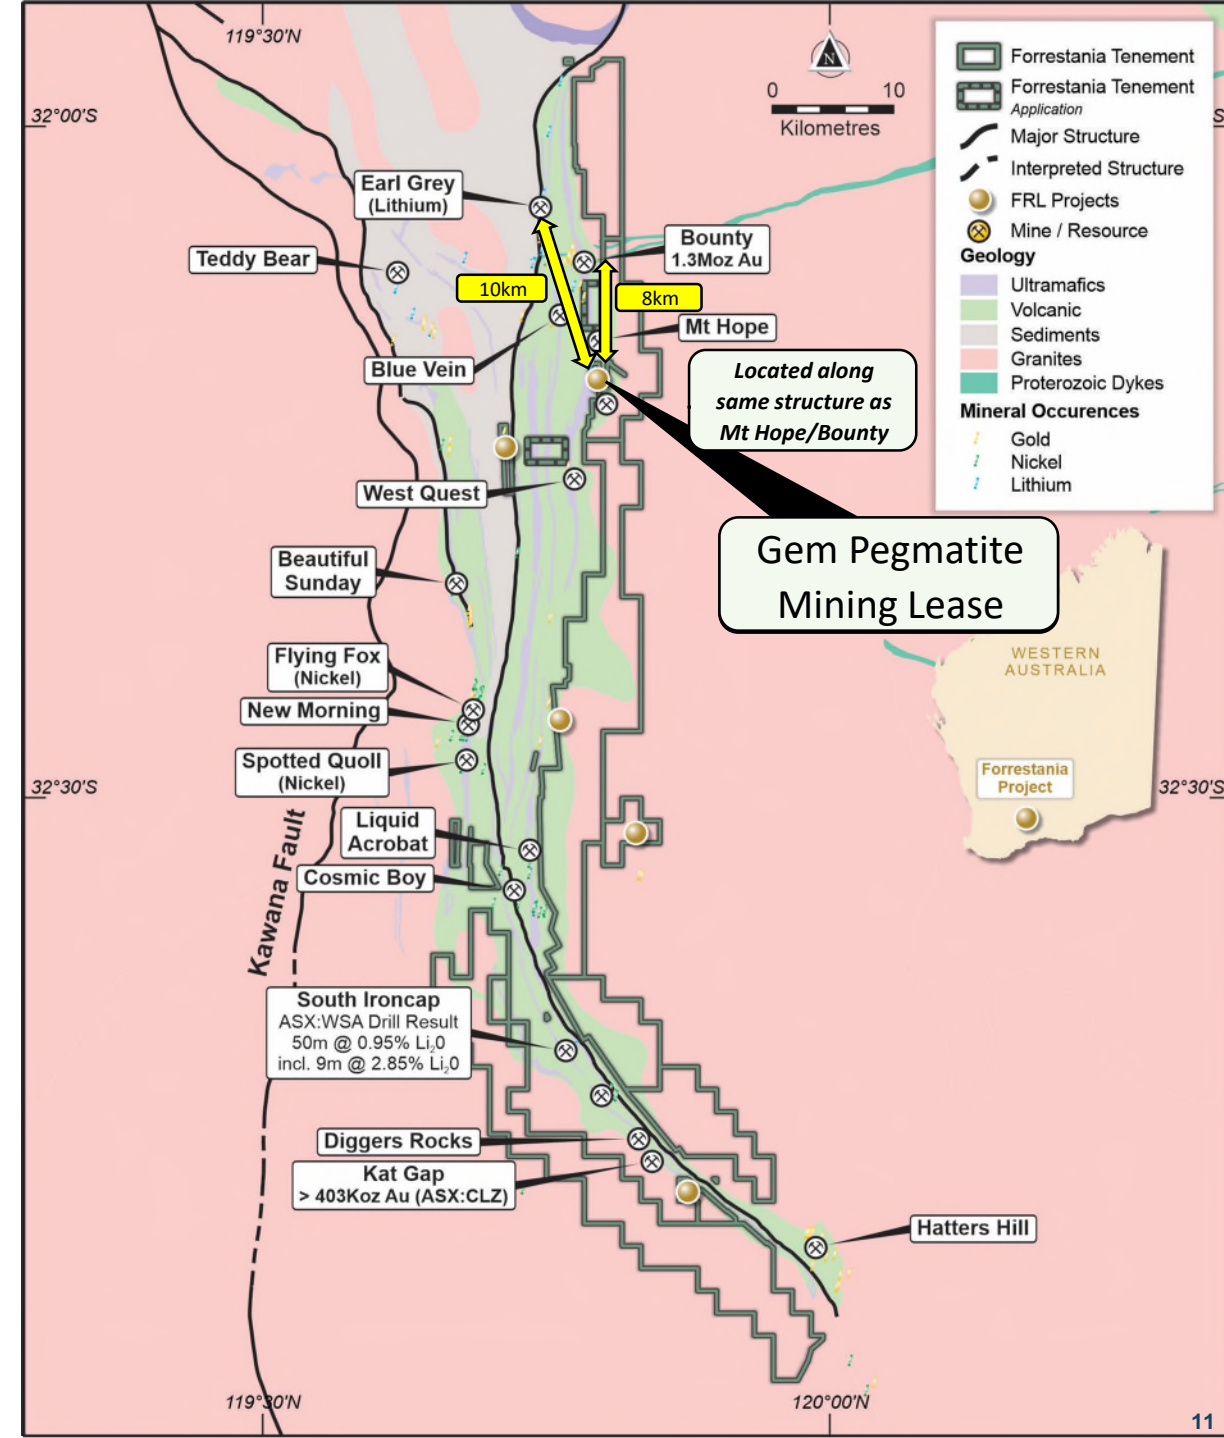 119°30'N
32°00'S
S
N
0 10
Kilometres
Forrestania Tenement
Forrestania Tenement
Application
Major Structure
Interpreted Structure
FRL Projects
Mine / Resource
Geology
Ultramafics
Volcanic
Sediments
Granites
Proterozoic Dykes
Mineral Occurences
Gold
Nickel
Lithium
Earl Grey
(Lithium)
Teddy Bear
Bounty
1.3Moz Au
10km
8km
Mt Hope
Blue Vein
Located along
same structure as
Mt Hope/Bounty
West Quest
Gem Pegmatite
Mining Lease
Beautiful
Sunday
Flying Fox
(Nickel)
New Morning
Spotted Quoll
(Nickel)
WESTERN
AUSTRALIA
Forrestania
Project
32°30'S
32°30'S
Liquid
Acrobat
Cosmic Boy
Kawana Fault
South Ironcap
ASX:WSA Drill Result
50m @ 0.95% Li₂0
incl. 9m @ 2.85% Li₂0
Diggers Rocks
Kat Gap
> 403Koz Au (ASX:CLZ)
Hatters Hill
119°30'N
120°00'N
11